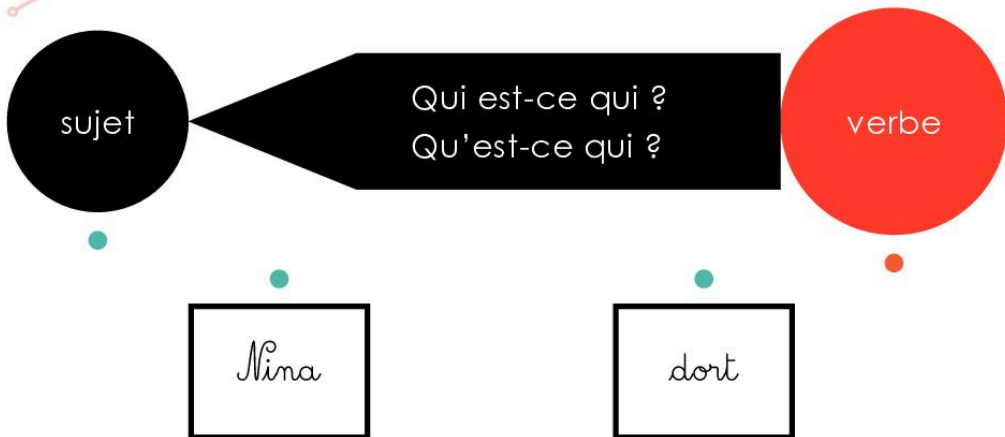 sujet
Qui est-ce qui ?
Qu'est-ce qui ?
verbe
Nina
dort